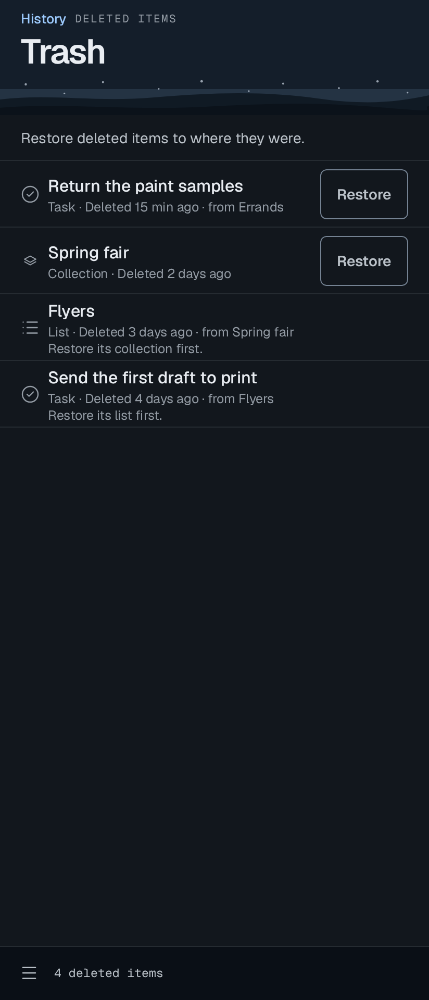 History DELETED ITEMS
Trash
Restore deleted items to where they were.
Return the paint samples
Task · Deleted 15 min ago · from Errands
Restore
Spring fair
Collection · Deleted 2 days ago
Restore
Flyers
List · Deleted 3 days ago · from Spring fair
Restore its collection first.
Send the first draft to print
Task · Deleted 4 days ago · from Flyers
Restore its list first.
4 deleted items